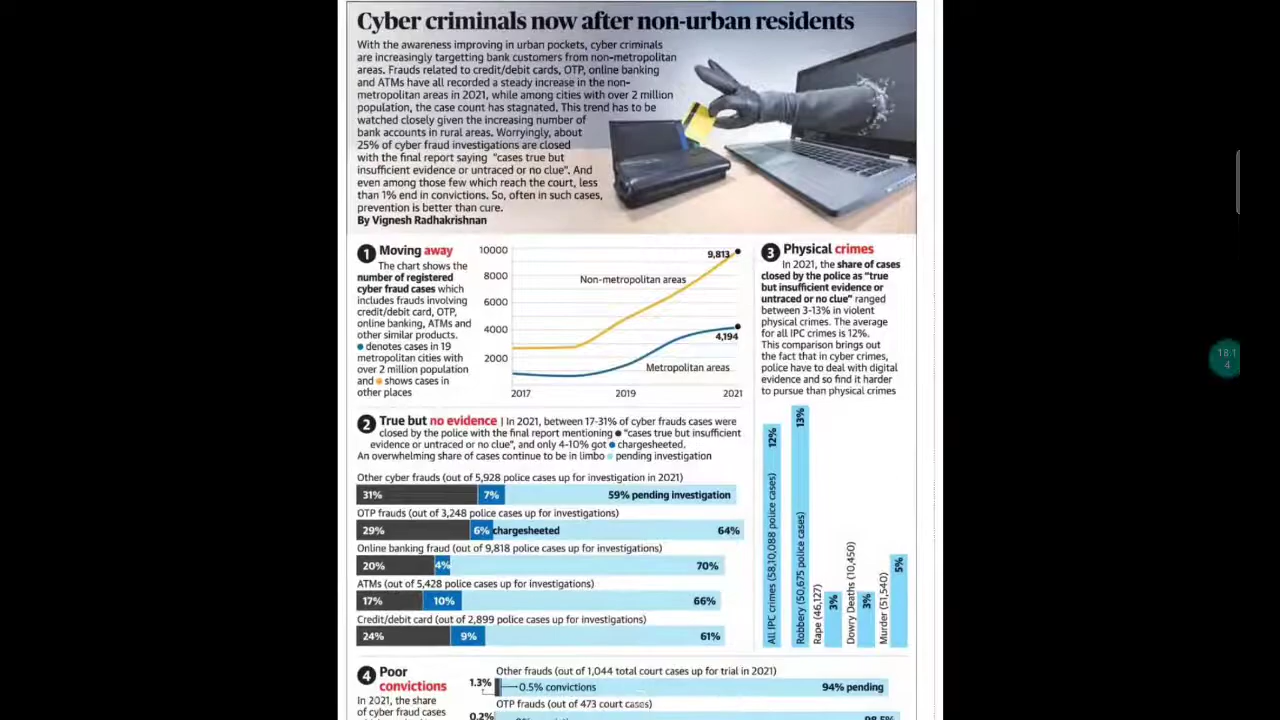 Cyber criminals now after non-urban residents
With the awareness improving in urban pockets, cyber criminals
are increasingly targetting bank customers from non-metropolitan
areas. Frauds related to credit/debit cards, OTP, online banking
and ATMs have all recorded a steady increase in the non-
metropolitan areas in 2021, while among cities with over 2 million
population, the case count has stagnated. This trend has to be
watched closely given the increasing number of
bank accounts in rural areas. Worryingly, about
25% of cyber fraud investigations are closed
with the final report saying "cases true but
insufficient evidence or untraced or no clue". And
even among those few which reach the court, less
than 1% end in convictions. So, often in such cases,
prevention is better than cure.
By Vignesh Radhakrishnan
1 Moving away
The chart shows the
number of registered
cyber fraud cases which
includes frauds involving
credit/debit card, OTP,
online banking, ATMs and
other similar products.
denotes cases in 19
metropolitan cities with
over 2 million population
and shows cases in
other places
10000
8000
6000
4000
2000
9,813
Non-metropolitan areas
4,194
Metropolitan areas
2017 2019 2021
2 True but no evidence | In 2021, between 17-31% of cyber frauds cases were
closed by the police with the final report mentioning "cases true but insufficient
evidence or untraced or no clue", and only 4-10% got chargesheeted.
An overwhelming share of cases continue to be in limbo pending investigation
Other cyber frauds (out of 5,928 police cases up for investigation in 2021)
31% 7% 59% pending investigation
OTP frauds (out of 3,248 police cases up for investigations)
29% 6% chargesheeted 64%
Online banking fraud (out of 9,818 police cases up for investigations)
20% 4% 70%
ATMs (out of 5,428 police cases up for investigations)
17% 10% 66%
Credit/debit card (out of 2,899 police cases up for investigations)
24% 9% 61%
3 Physical crimes
In 2021, the share of cases
closed by the police as "true
but insufficient evidence or
untraced or no clue" ranged
between 3-13% in violent
physical crimes. The average
for all IPC crimes is 12%.
This comparison brings out
the fact that in cyber crimes,
police have to deal with digital
evidence and so find it harder
to pursue than physical crimes
All IPC crimes (58,10,088 police cases) 12%
Robbery (50,675 police cases) 13%
Rape (46,127) 3%
Dowry Deaths (10,450) 3%
Murder (51,540) 5%
4 Poor
convictions
In 2021, the share
of cyber fraud cases
Other frauds (out of 1,044 total court cases up for trial in 2021)
1.3% 0.5% convictions 94% pending
OTP frauds (out of 473 court cases)
0.2% 98.5%
18:1
4